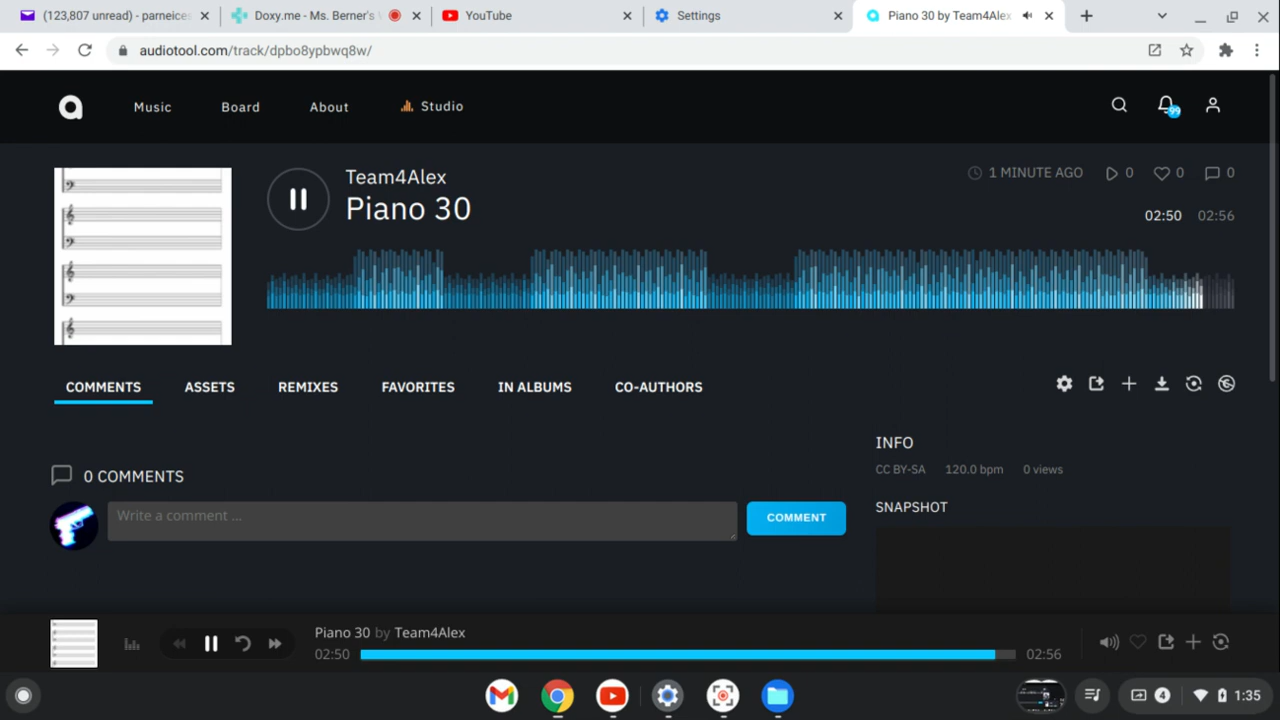 (123,807 unread) - parneices
Doxy.me - Ms. Berner's
YouTube
Settings
Piano 30 by Team4Alex
audiotool.com/track/dpbo8ypbwq8w/
Music
Board
About
Studio
99
Team4Alex
Piano 30
1 MINUTE AGO
0
0
0
02:50
02:56
COMMENTS
ASSETS
REMIXES
FAVORITES
IN ALBUMS
CO-AUTHORS
0 COMMENTS
Write a comment ...
COMMENT
INFO
CC BY-SA
120.0 bpm
0 views
SNAPSHOT
Piano 30 by Team4Alex
02:50
02:56
4
1:35